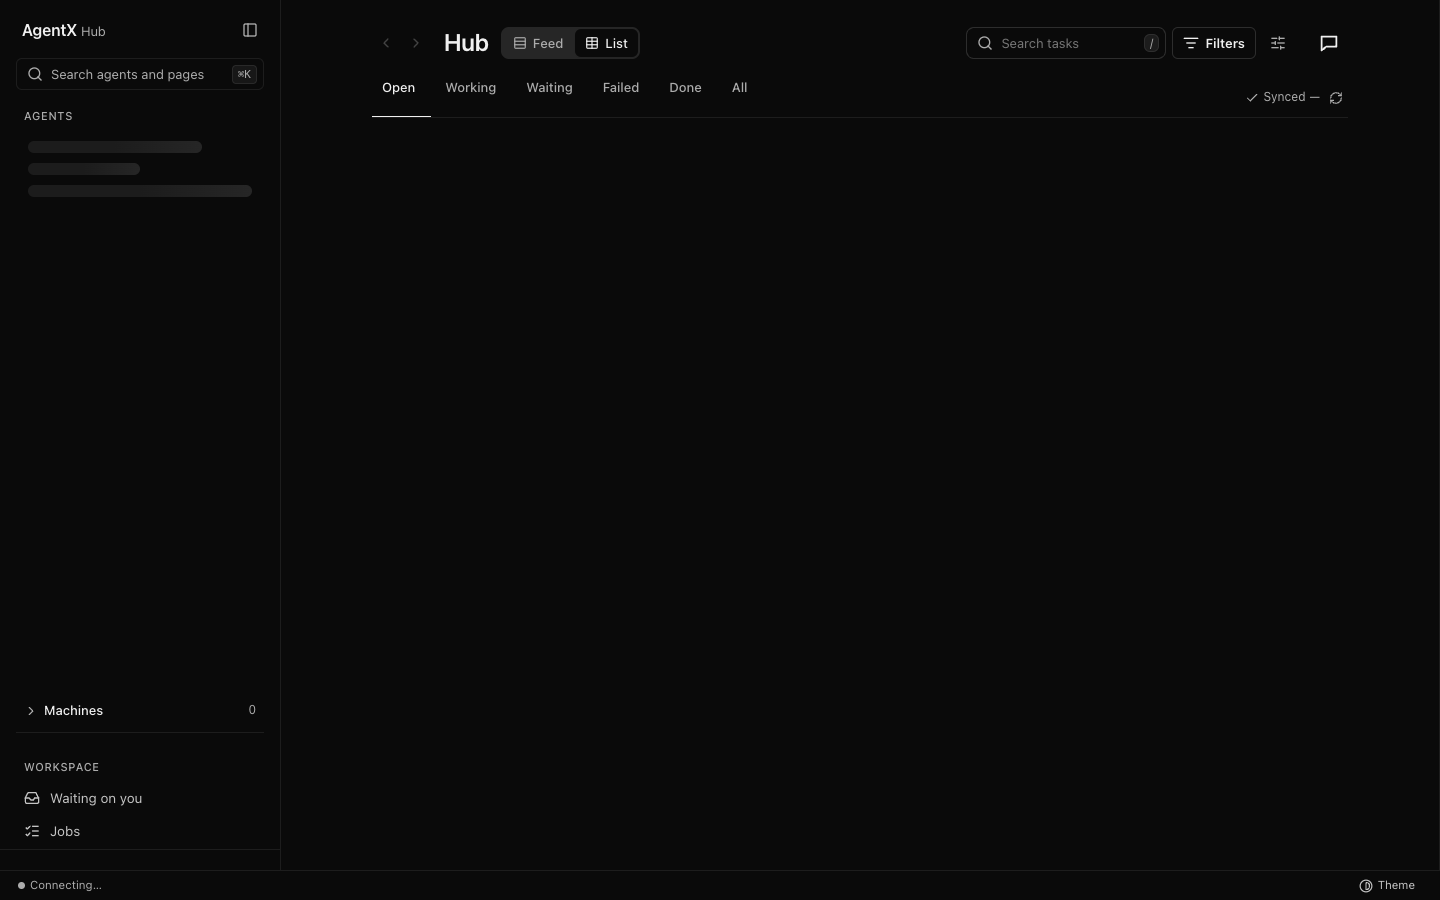 AgentX Hub
Search agents and pages ⌘K
AGENTS
Machines 0
WORKSPACE
Waiting on you
Jobs
Connecting...
Hub
Feed
List
Search tasks /
Filters
Open
Working
Waiting
Failed
Done
All
Synced —
Theme